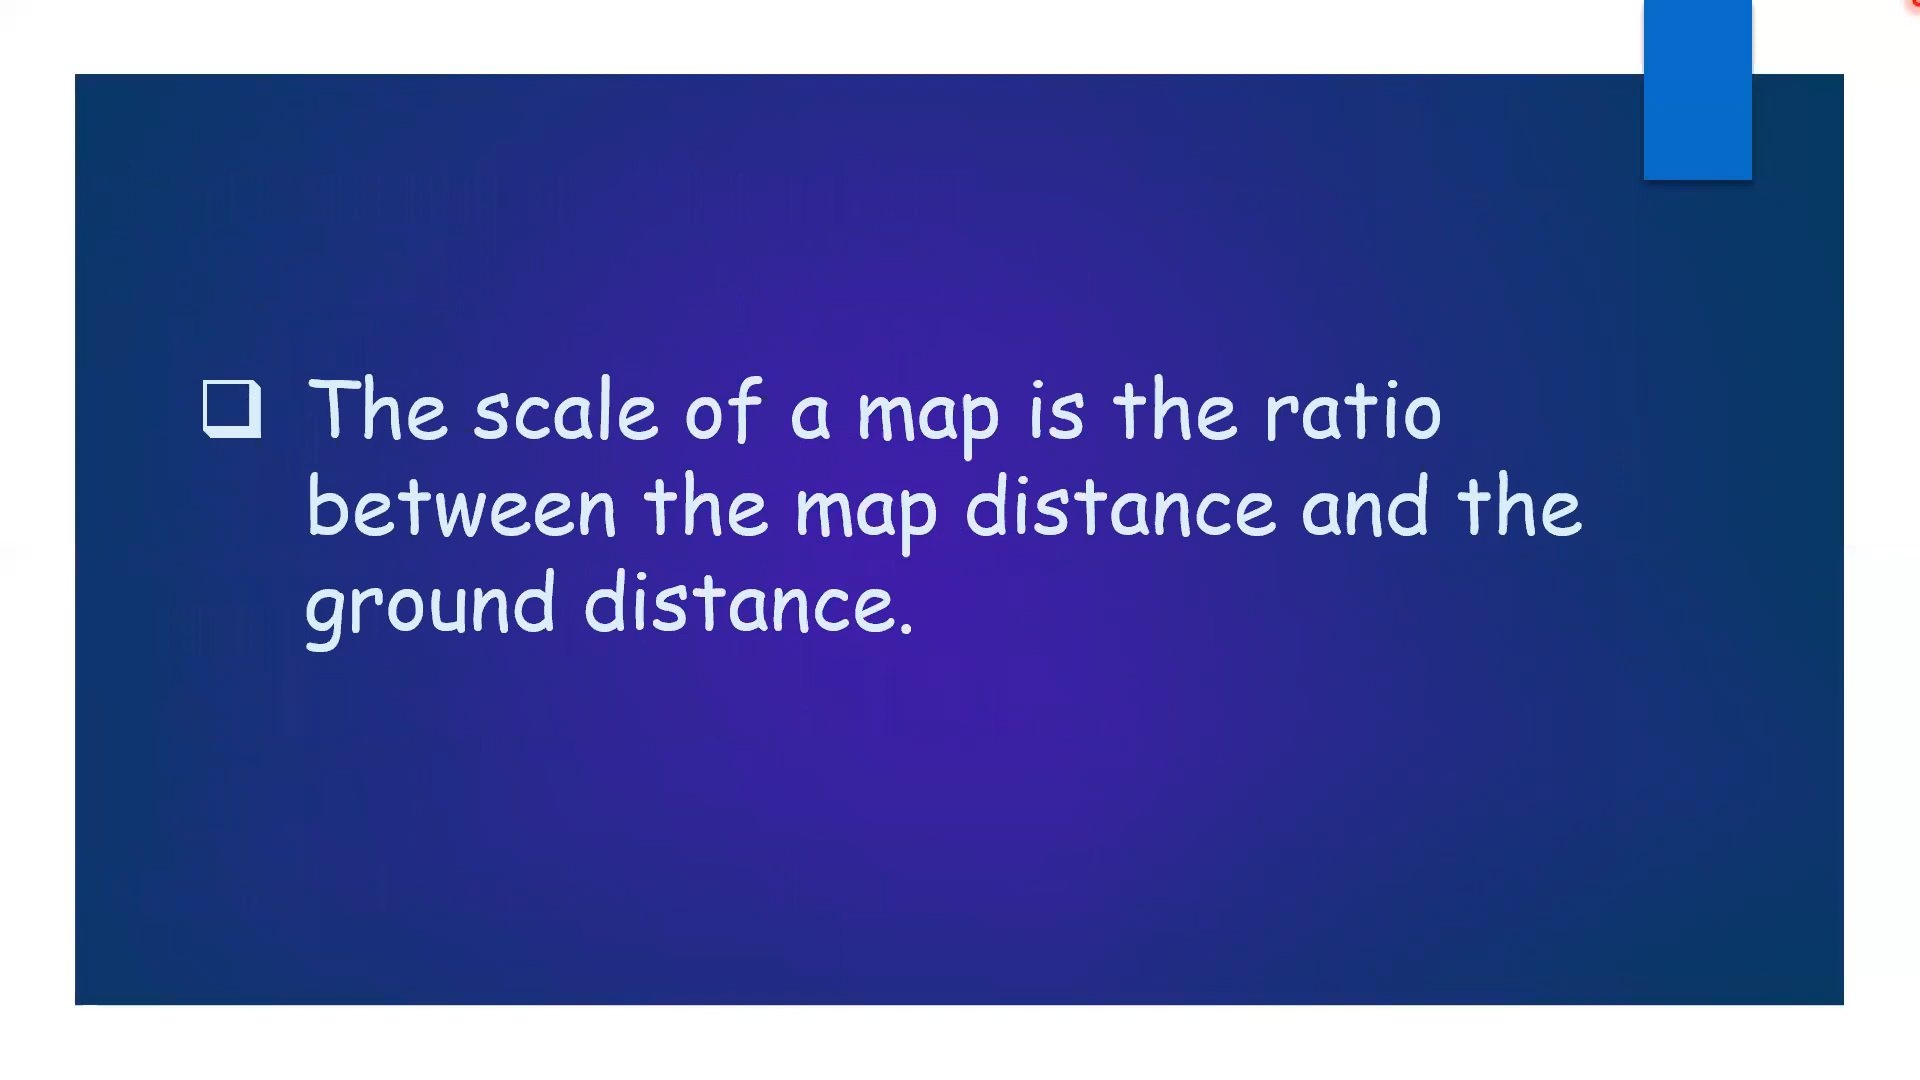 ❑ The scale of a map is the ratio
between the map distance and the
ground distance.